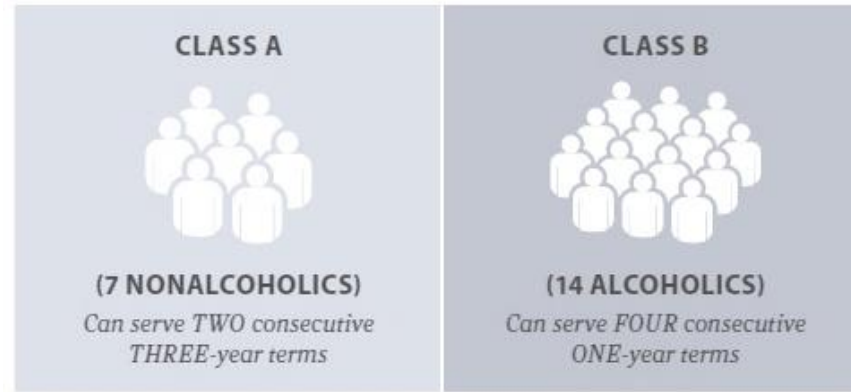 CLASS A
(7 NONALCOHOLICS)
Can serve TWO consecutive
THREE-year terms
CLASS B
(14 ALCOHOLICS)
Can serve FOUR consecutive
ONE-year terms